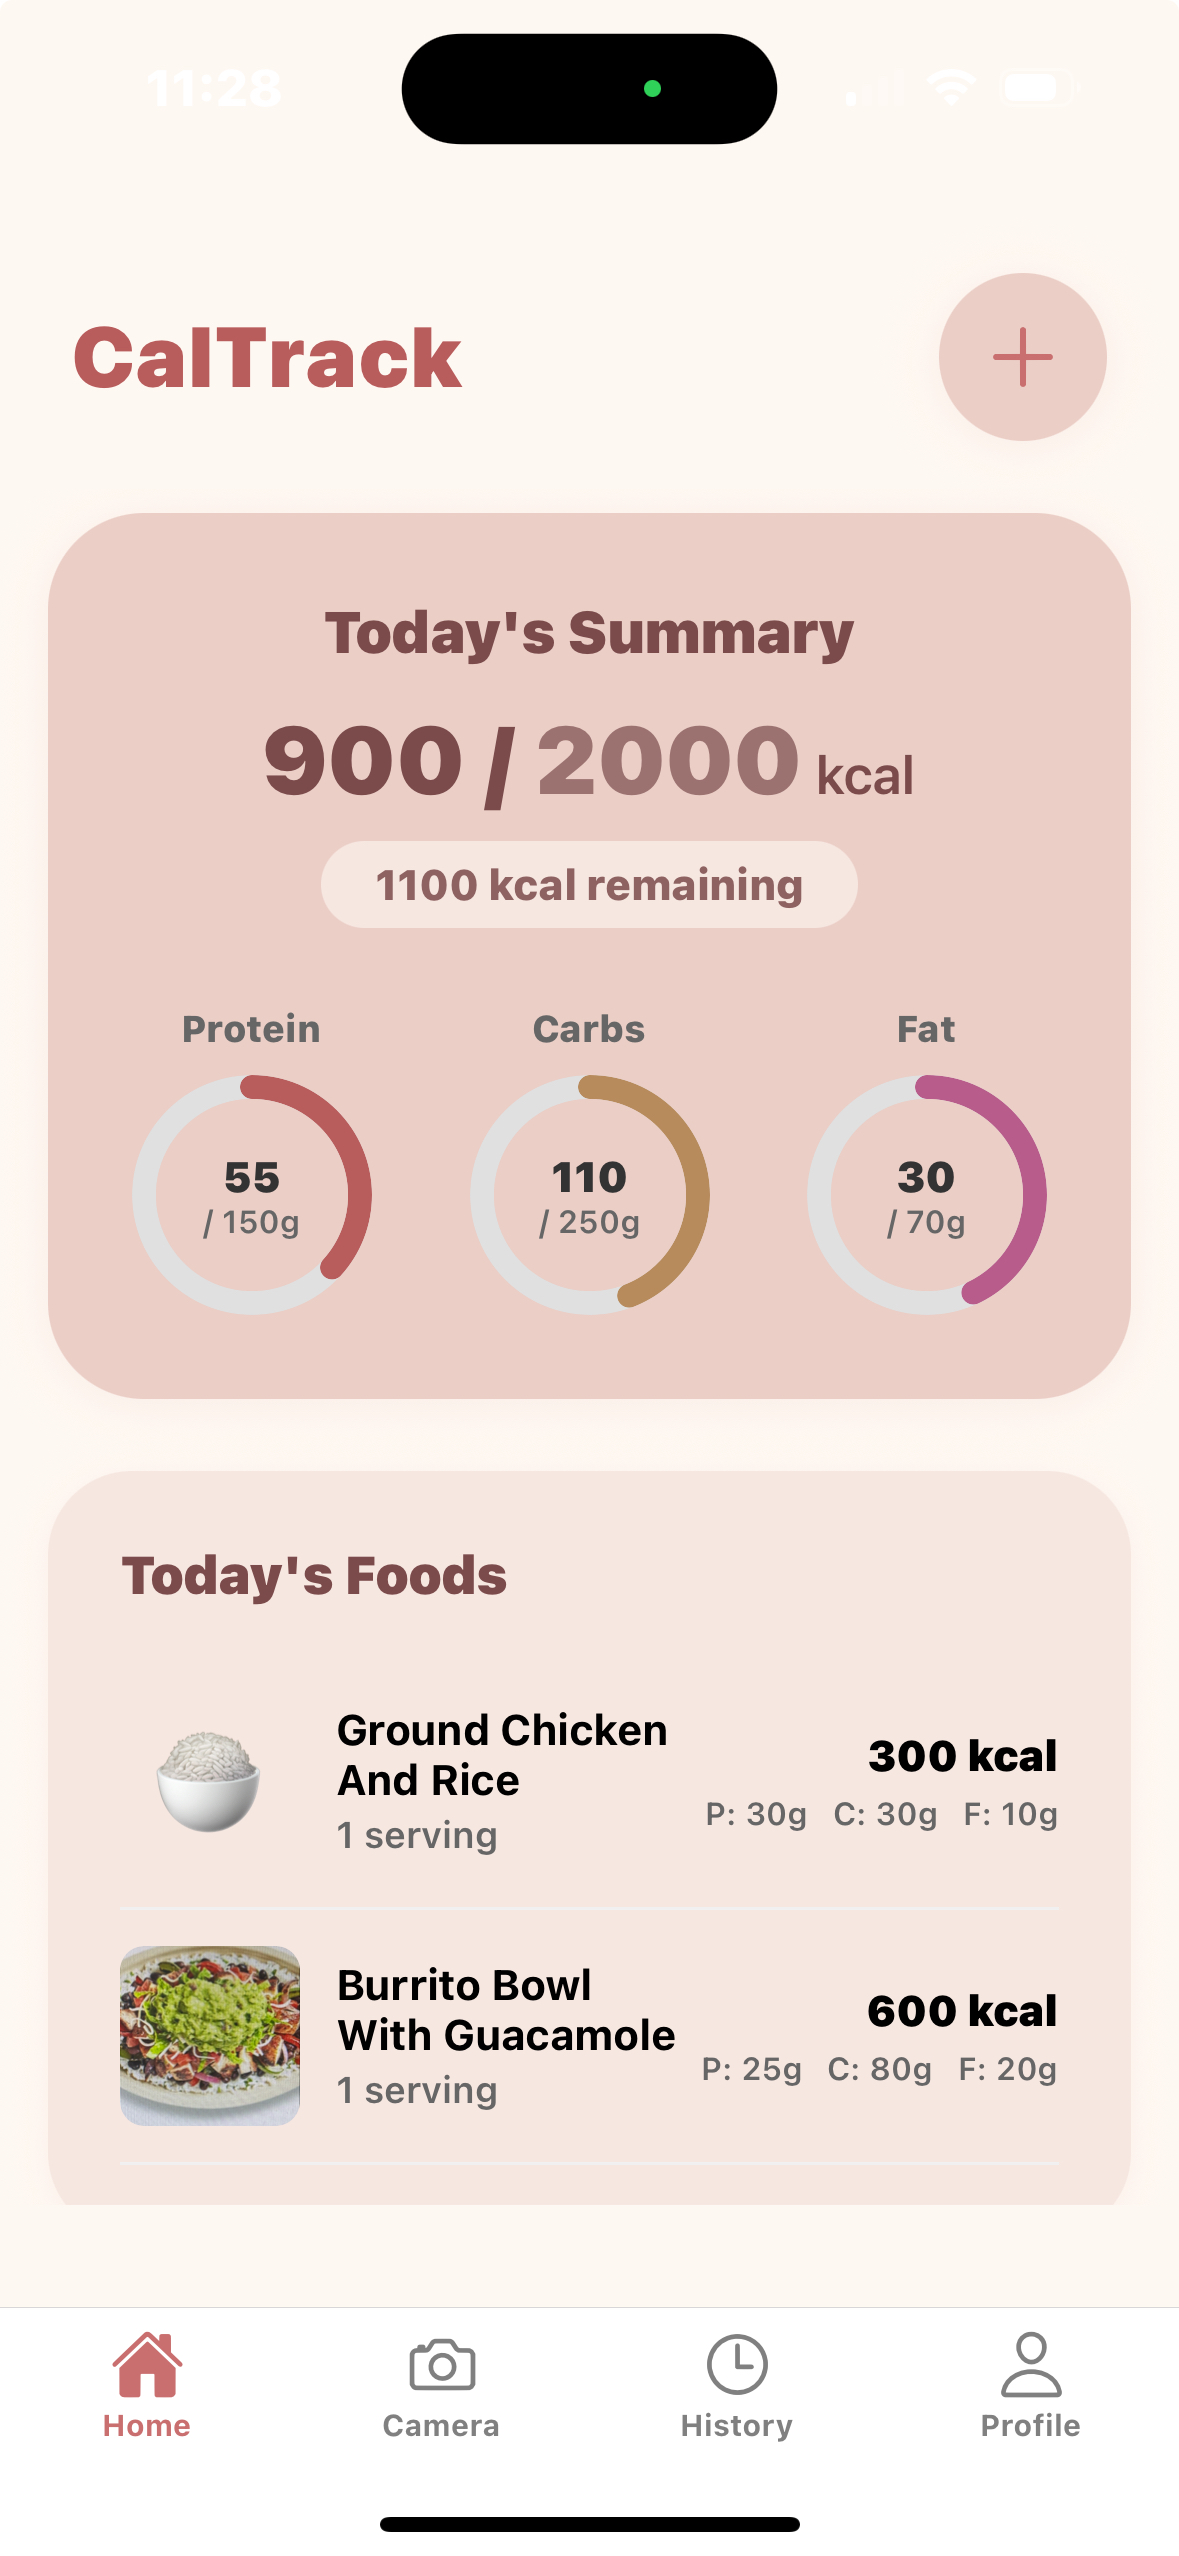 11:28
CalTrack
Today's Summary
900 / 2000 kcal
1100 kcal remaining
Protein Carbs Fat
55 110 30
/ 150g / 250g / 70g
Today's Foods
Ground Chicken
And Rice
1 serving
300 kcal
P: 30g C: 30g F: 10g
Burrito Bowl
With Guacamole
1 serving
600 kcal
P: 25g C: 80g F: 20g
Home Camera History Profile